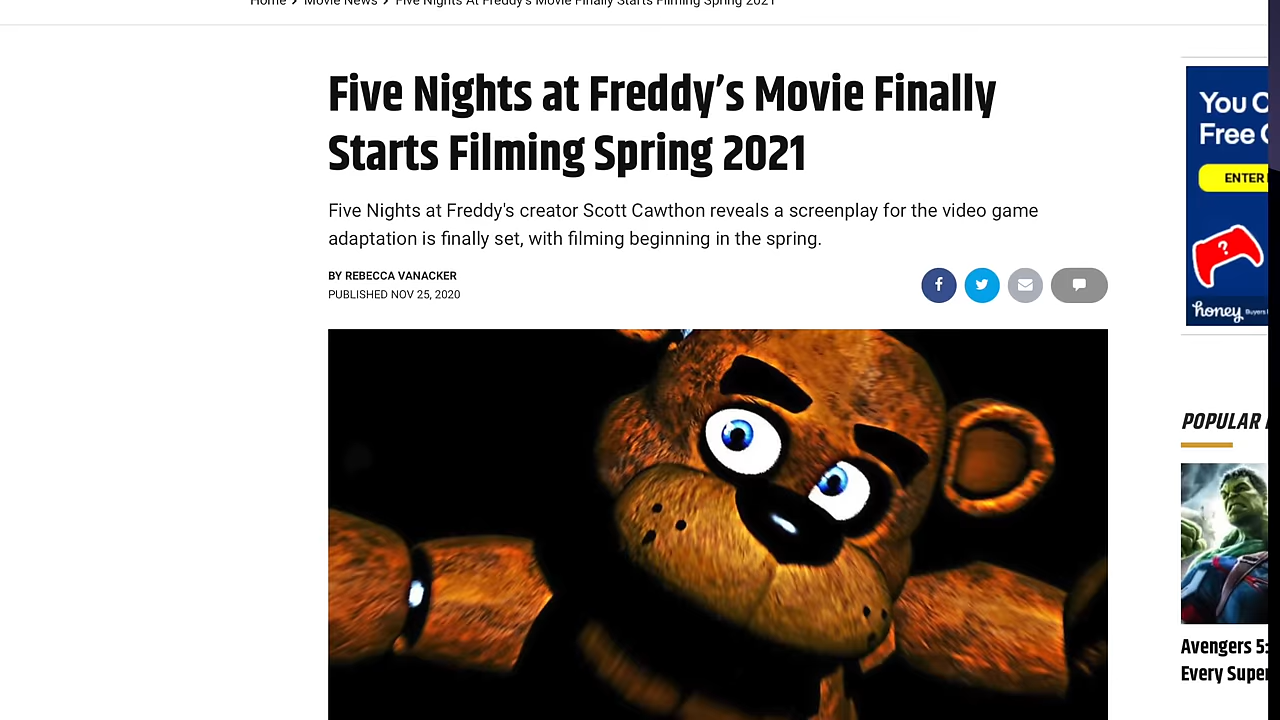 Home > Movie News > Five Nights At Freddy's Movie Finally Starts Filming Spring 2021
Five Nights at Freddy’s Movie Finally
Starts Filming Spring 2021
Five Nights at Freddy's creator Scott Cawthon reveals a screenplay for the video game
adaptation is finally set, with filming beginning in the spring.
BY REBECCA VANACKER
PUBLISHED NOV 25, 2020
You
Free
ENTER
?
honey
Buyers
POPULAR
Avengers 5:
Every Supe